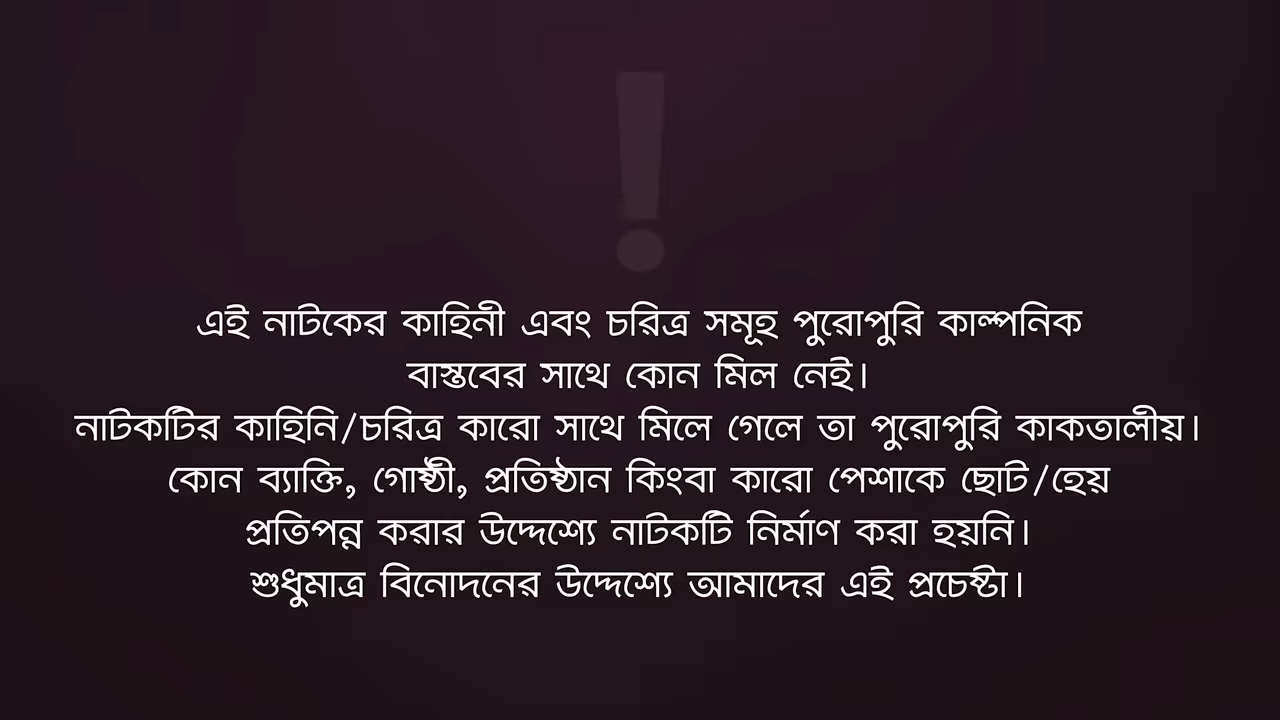 এই নাটকের কাহিনী এবং চরিত্র সমূহ পুরোপুরি কাল্পনিক
বাস্তবের সাথে কোন মিল নেই।
নাটকটির কাহিনি/চরিত্র কারো সাথে মিলে গেলে তা পুরোপুরি কাকতালীয়।
কোন ব্যাক্তি, গোষ্ঠী, প্রতিষ্ঠান কিংবা কারো পেশাকে ছোট/হেয়
প্রতিপন্ন করার উদ্দেশ্যে নাটকটি নির্মাণ করা হয়নি।
শুধুমাত্র বিনোদনের উদ্দেশ্যে আমাদের এই প্রচেষ্টা।